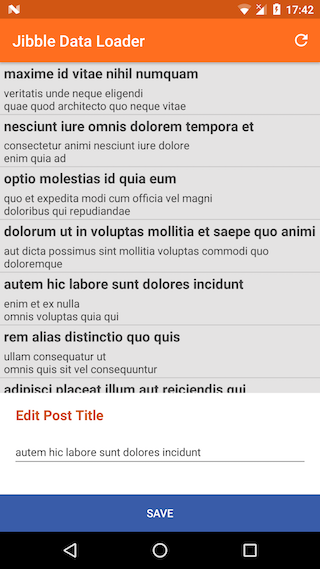 17:42
Jibble Data Loader
maxime id vitae nihil numquam
veritatis unde neque eligendi
quae quod architecto quo neque vitae
nesciunt iure omnis dolorem tempora et
consectetur animi nesciunt iure dolore
enim quia ad
optio molestias id quia eum
quo et expedita modi cum officia vel magni
doloribus qui repudiandae
dolorum ut in voluptas mollitia et saepe quo animi
aut dicta possimus sint mollitia voluptas commodi quo
doloremque
autem hic labore sunt dolores incidunt
enim et ex nulla
omnis voluptas quia qui
rem alias distinctio quo quis
ullam consequatur ut
omnis quis sit vel consequuntur
adipisci placeat illum aut reiciendis qui
Edit Post Title
autem hic labore sunt dolores incidunt
SAVE